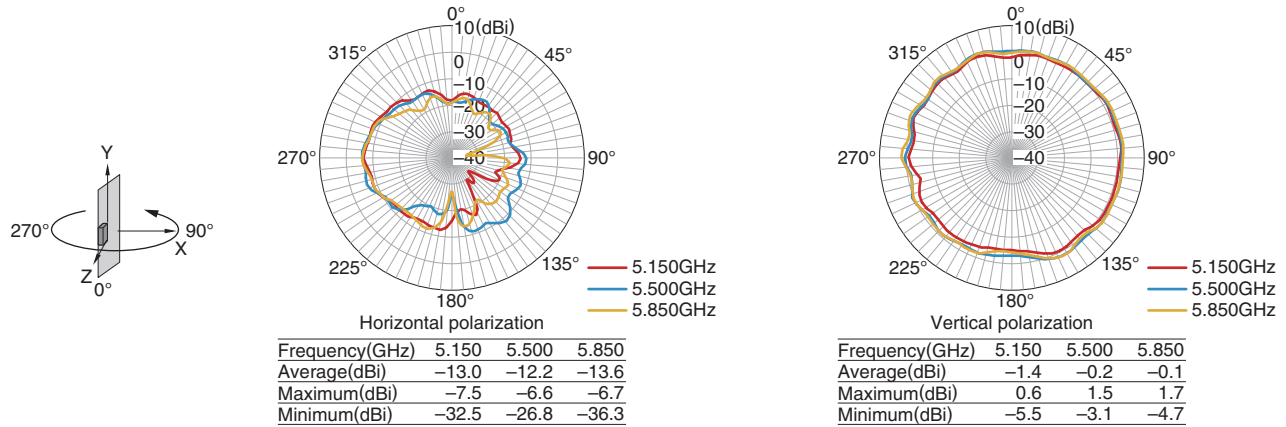 Y
270°
90°
X
Z
0°
0°
10(dBi)
315°
45°
0
−10
−20
−30
270°
−40
90°
225°
135°
180°
5.150GHz
5.500GHz
5.850GHz
Horizontal polarization
Frequency(GHz) 5.150 5.500 5.850
Average(dBi) −13.0 −12.2 −13.6
Maximum(dBi) −7.5 −6.6 −6.7
Minimum(dBi) −32.5 −26.8 −36.3
0°
10(dBi)
315°
45°
0
−10
−20
−30
270°
−40
90°
225°
135°
180°
5.150GHz
5.500GHz
5.850GHz
Vertical polarization
Frequency(GHz) 5.150 5.500 5.850
Average(dBi) −1.4 −0.2 −0.1
Maximum(dBi) 0.6 1.5 1.7
Minimum(dBi) −5.5 −3.1 −4.7